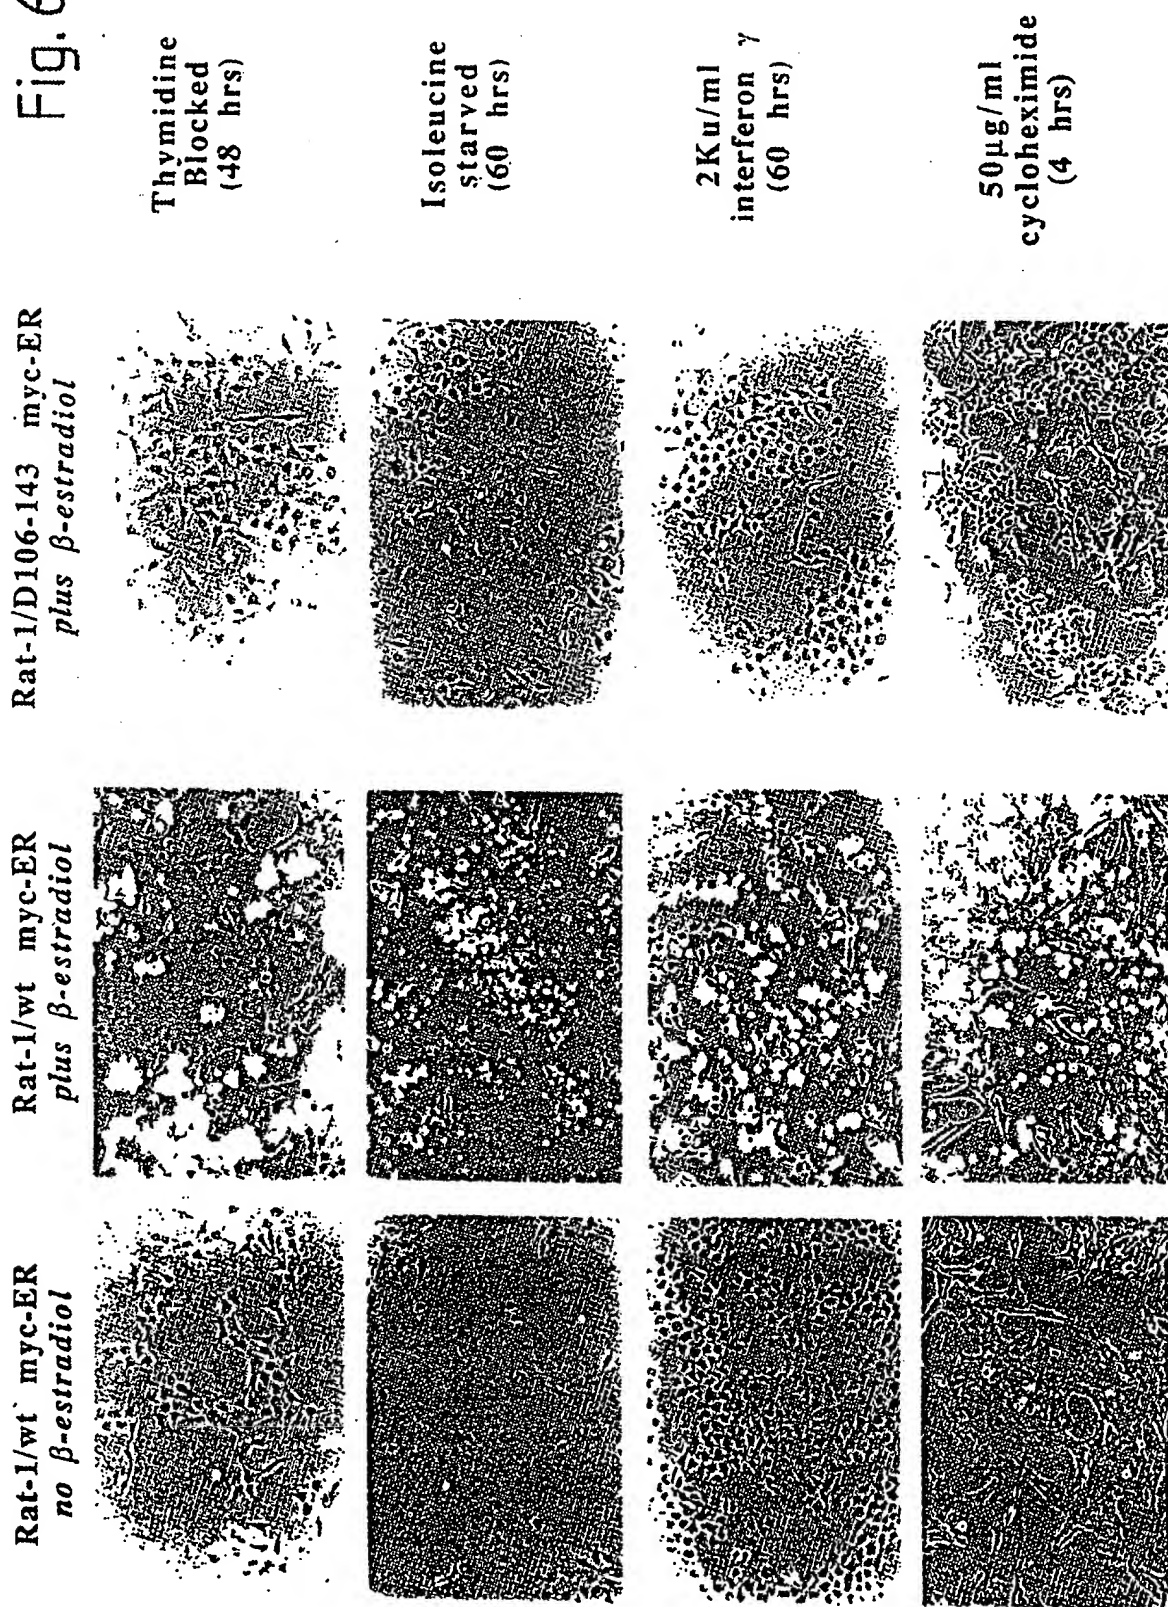 Fig. 6
Rat-1/wt myc-ER
no β-estradiol
Rat-1/wt myc-ER
plus β-estradiol
Rat-1/D106-143 myc-ER
plus β-estradiol
Thymidine
Blocked
(48 hrs)
Isoleucine
starved
(60 hrs)
2Ku/ml
interferon γ
(60 hrs)
50μg/ml
cycloheximide
(4 hrs)